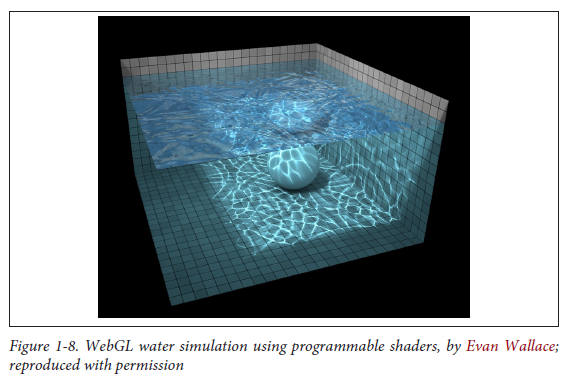 Figure 1-8. WebGL water simulation using programmable shaders, by Evan Wallace;
reproduced with permission